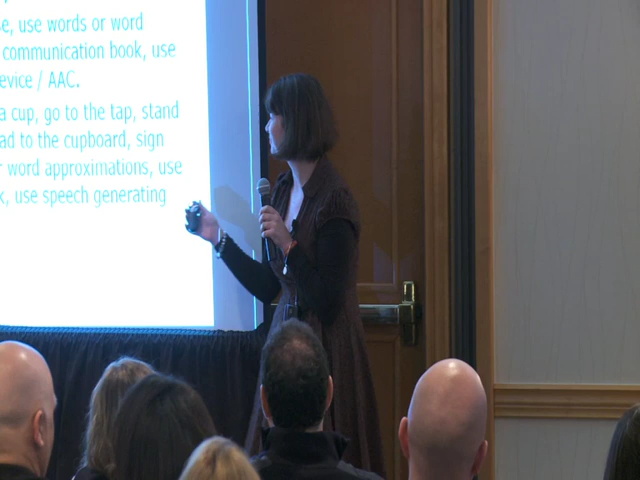 se, use words or word
communication book, use
evice / AAC.
a cup, go to the tap, stand
ad to the cupboard, sign
r word approximations, use
k, use speech generating